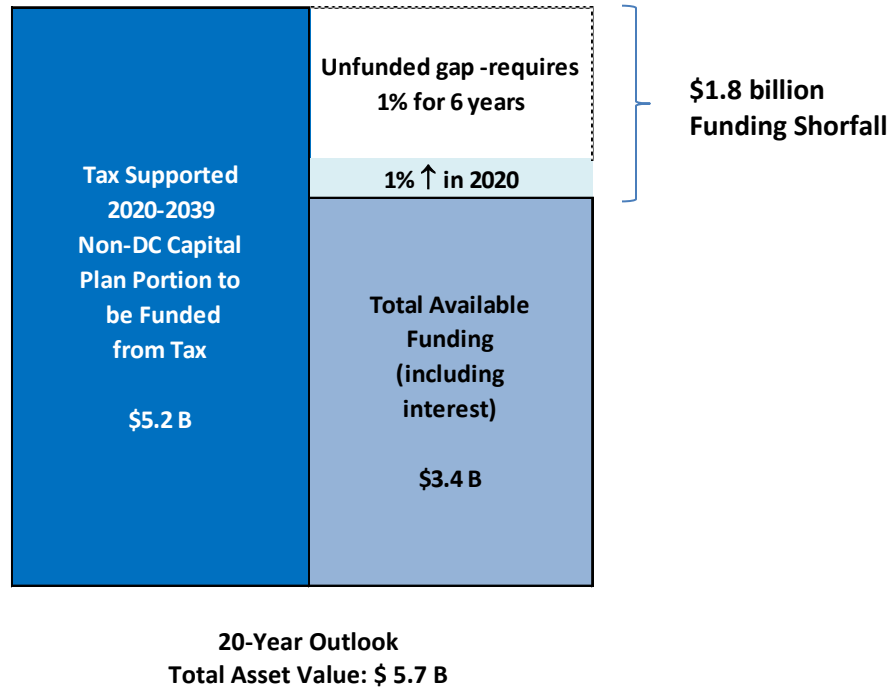 Tax Supported
2020-2039
Non-DC Capital
Plan Portion to
be Funded
from Tax
$5.2 B
Unfunded gap -requires
1% for 6 years
1% ↑ in 2020
Total Available
Funding
(including
interest)
$3.4 B
$1.8 billion
Funding Shorfall
20-Year Outlook
Total Asset Value: $ 5.7 B